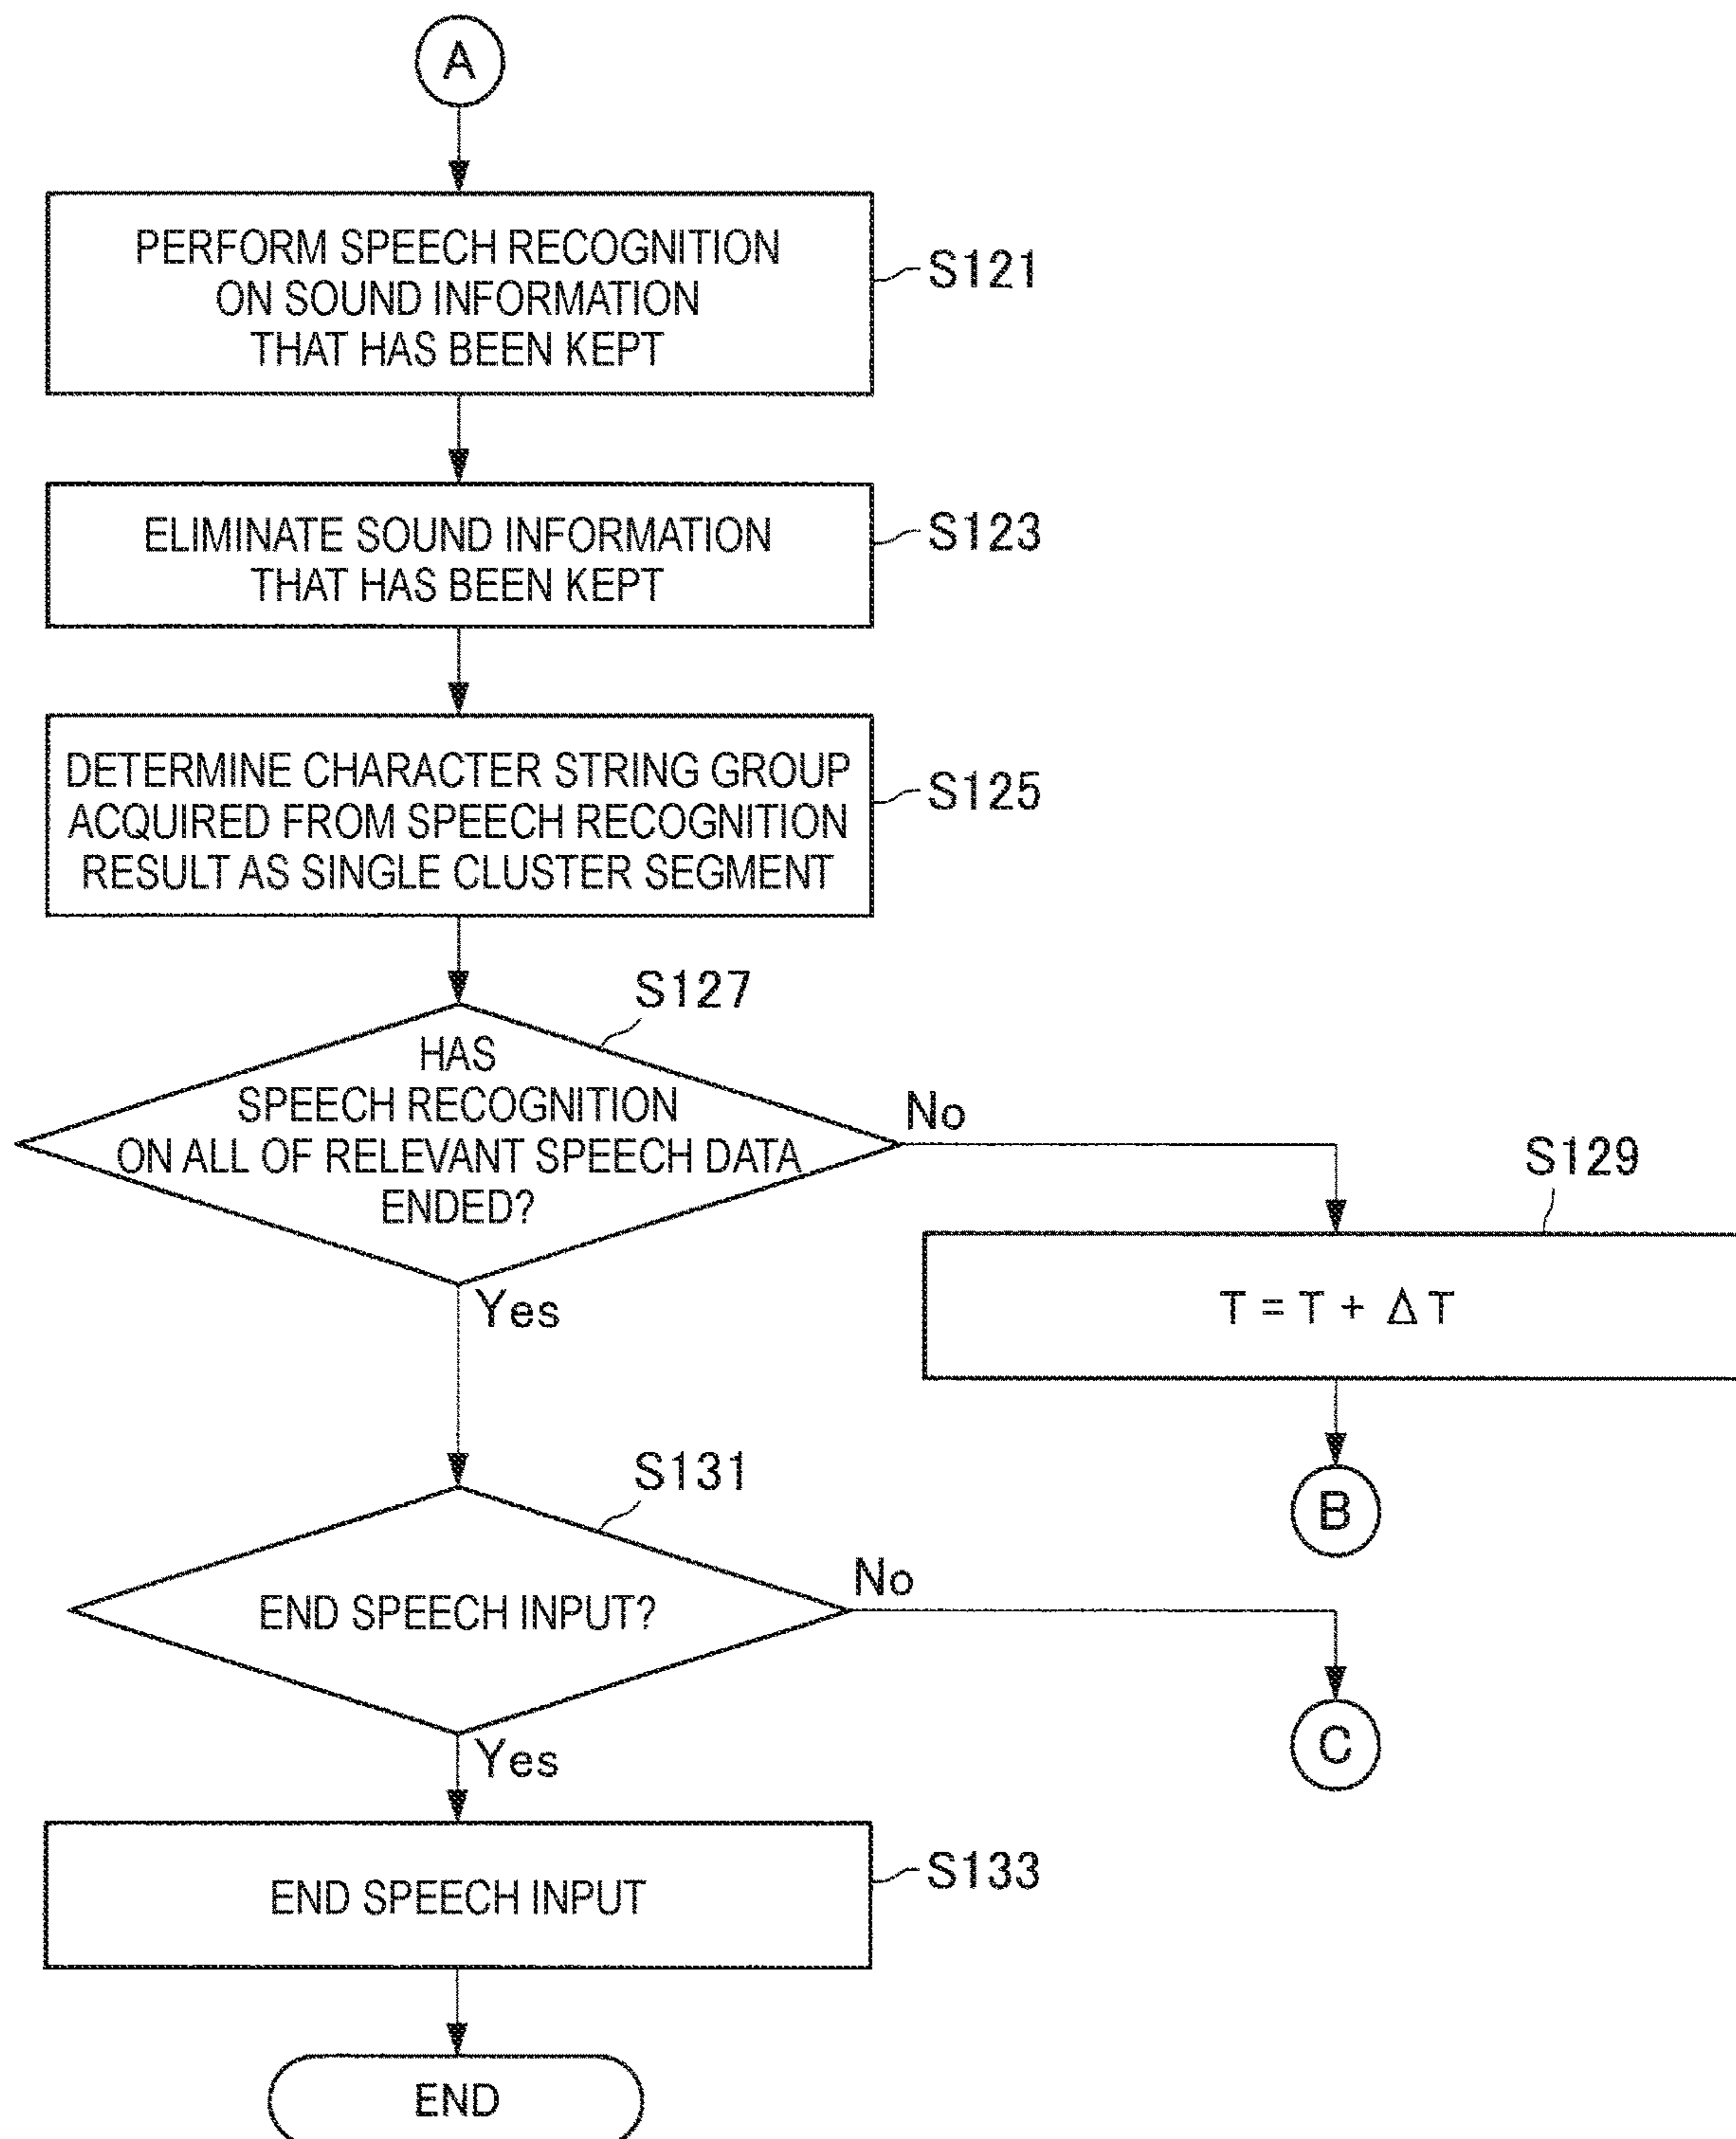 A
PERFORM SPEECH RECOGNITION
ON SOUND INFORMATION
THAT HAS BEEN KEPT
S121
ELIMINATE SOUND INFORMATION
THAT HAS BEEN KEPT
S123
DETERMINE CHARACTER STRING GROUP
ACQUIRED FROM SPEECH RECOGNITION
RESULT AS SINGLE CLUSTER SEGMENT
S125
S127
HAS
SPEECH RECOGNITION
ON ALL OF RELEVANT SPEECH DATA
ENDED?
No
Yes
S129
T = T + Δ T
B
S131
END SPEECH INPUT?
No
C
Yes
END SPEECH INPUT
S133
END